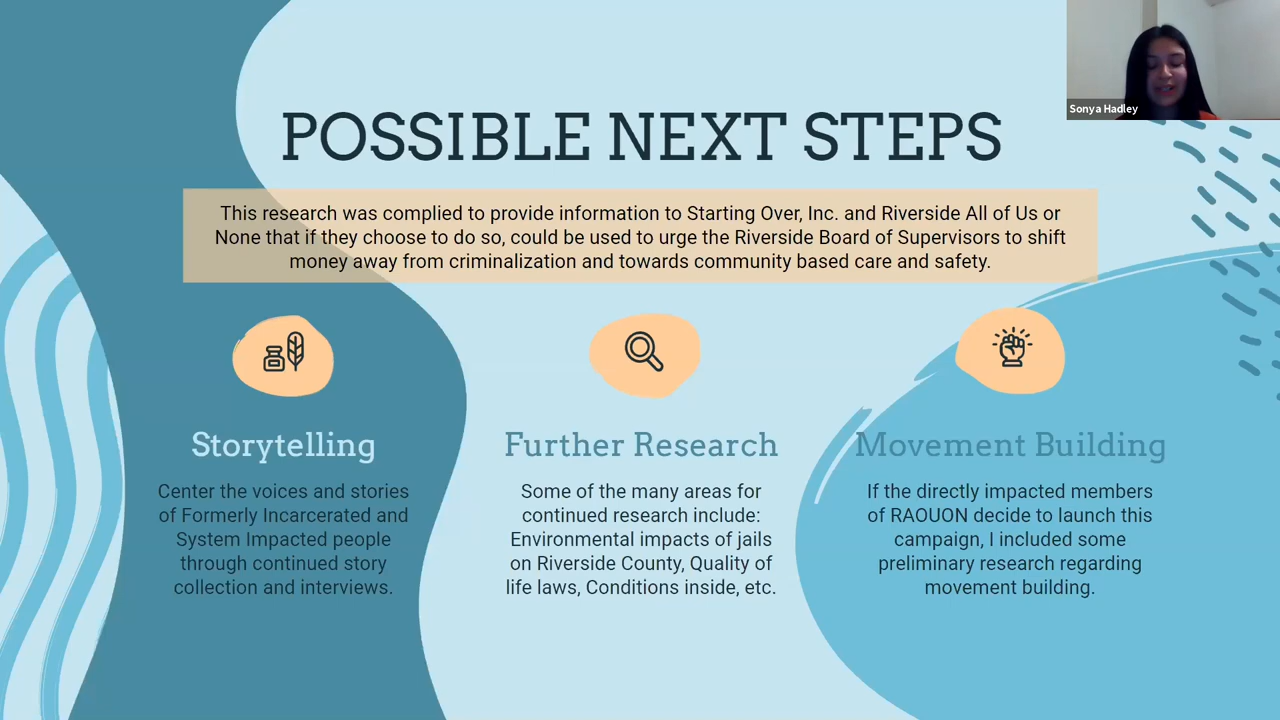 Sonya Hadley
POSSIBLE NEXT STEPS
This research was complied to provide information to Starting Over, Inc. and Riverside All of Us or
None that if they choose to do so, could be used to urge the Riverside Board of Supervisors to shift
money away from criminalization and towards community based care and safety.
Storytelling
Center the voices and stories
of Formerly Incarcerated and
System Impacted people
through continued story
collection and interviews.
Further Research
Some of the many areas for
continued research include:
Environmental impacts of jails
on Riverside County, Quality of
life laws, Conditions inside, etc.
Movement Building
If the directly impacted members
of RAOUON decide to launch this
campaign, I included some
preliminary research regarding
movement building.